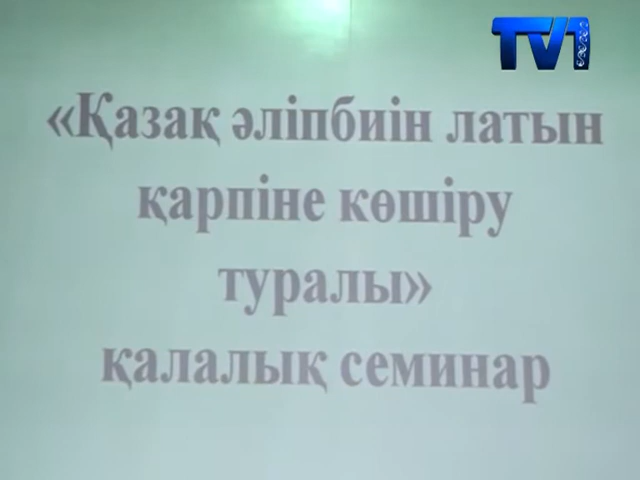 TV1
«Қазақ әліпбиін латын
қарпіне көшіру
туралы»
қалалық семинар